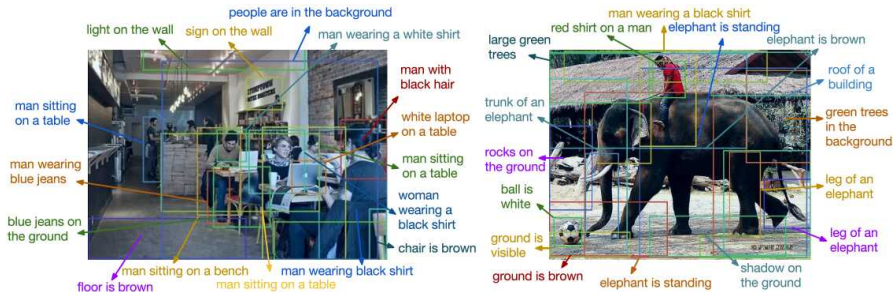 people are in the background
light on the wall
sign on the wall
man wearing a white shirt
man with
black hair
man sitting
on a table
white laptop
on a table
man wearing
blue jeans
man sitting
on a table
woman
wearing a
black shirt
blue jeans on
the ground
chair is brown
man sitting on a bench
man wearing black shirt
floor is brown
man sitting on a table
STUMPTOWN
COFFEE ROASTERS
man wearing a black shirt
red shirt on a man
elephant is standing
large green
trees
elephant is brown
roof of a
building
trunk of an
elephant
green trees
in the
background
rocks on
the ground
leg of an
elephant
ball is
white
leg of an
elephant
ground is
visible
ground is brown
elephant is standing
shadow on
the ground